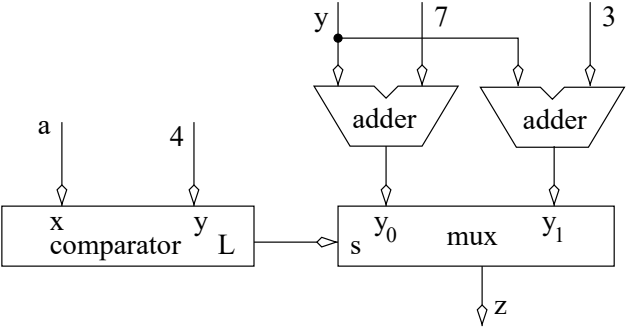 y 7 3
adder adder
a 4
x y y0 y1
comparator L s mux
z